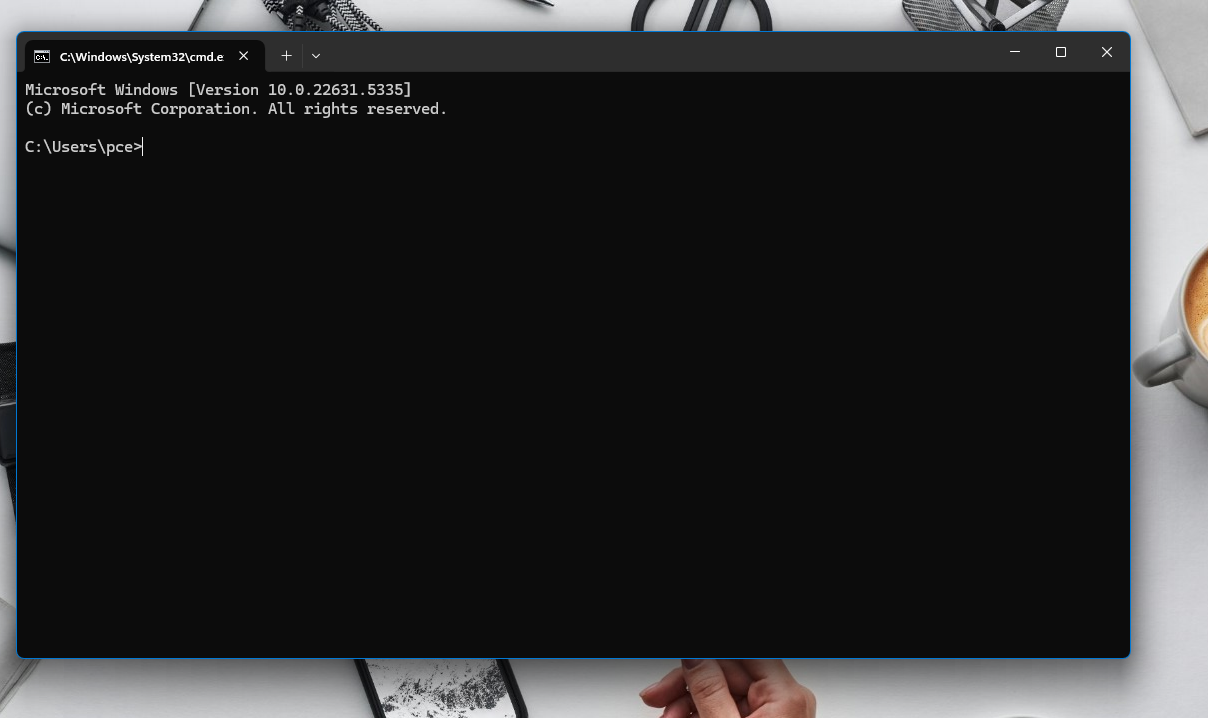 C:\Windows\System32\cmd.e
Microsoft Windows [Version 10.0.22631.5335]
(c) Microsoft Corporation. All rights reserved.
C:\Users\pce>